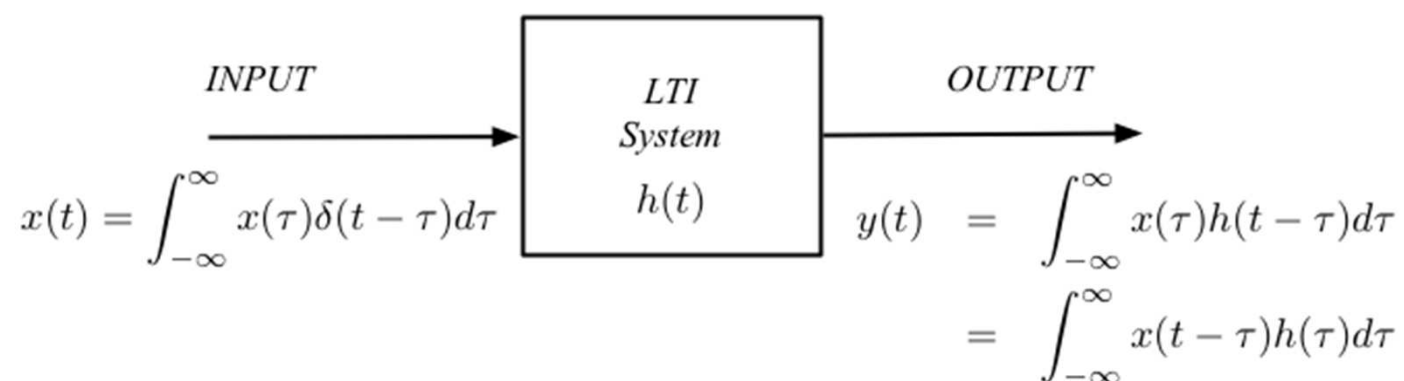 INPUT
LTI
System
h(t)
OUTPUT
x(t) = ∫_{-∞}^{∞} x(τ)δ(t − τ)dτ
y(t) = ∫_{-∞}^{∞} x(τ)h(t − τ)dτ
= ∫_{-∞}^{∞} x(t − τ)h(τ)dτ